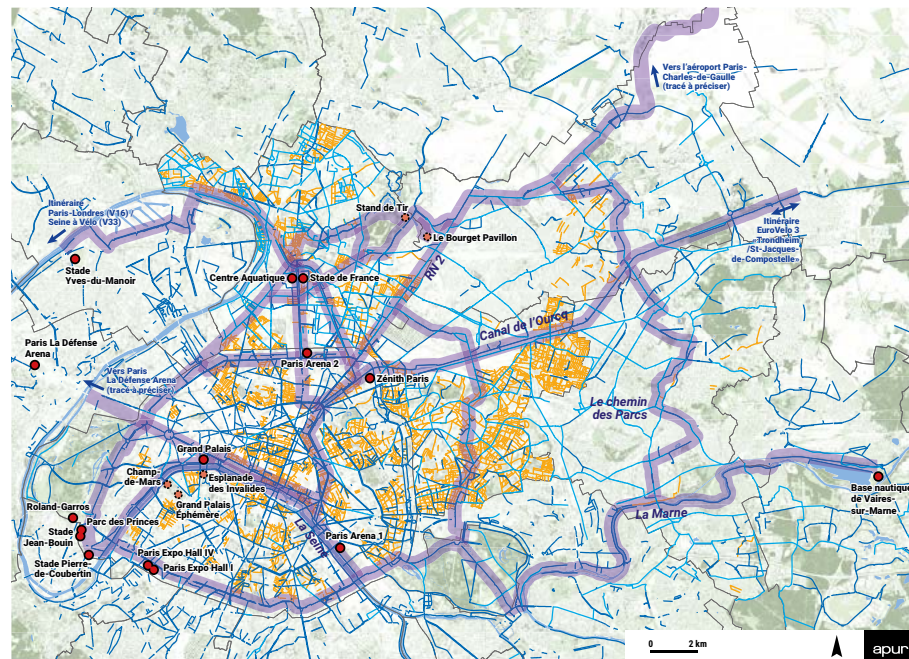 Vers l'aéroport Paris-
Charles-de-Gaulle
(tracé à préciser)
Itinéraire
Paris-Londres (V16) /
Seine à Vélo (V33)
Stand de Tir
Le Bourget Pavillon
Itinéraire
EuroVelo 3
«Trondheim /
St-Jacques-
de-Compostelle»
Stade
Yves-du-Manoir
Centre Aquatique
Stade de France
RN 2
Canal de l'Ourcq
Paris La Défense
Arena
Paris Arena 2
Vers Paris
La Défense Arena
(tracé à préciser)
Zénith Paris
Le chemin
des Parcs
Grand Palais
Champ-
de-Mars
Esplanade
des Invalides
Grand Palais
Éphémère
Base nautique
de Vaires-
sur-Marne
Roland-Garros
Parc des Princes
La Marne
Stade
Jean-Bouin
La Seine
Paris Arena 1
Stade Pierre-
de-Coubertin
Paris Expo Hall IV
Paris Expo Hall I
0 2 km
apur